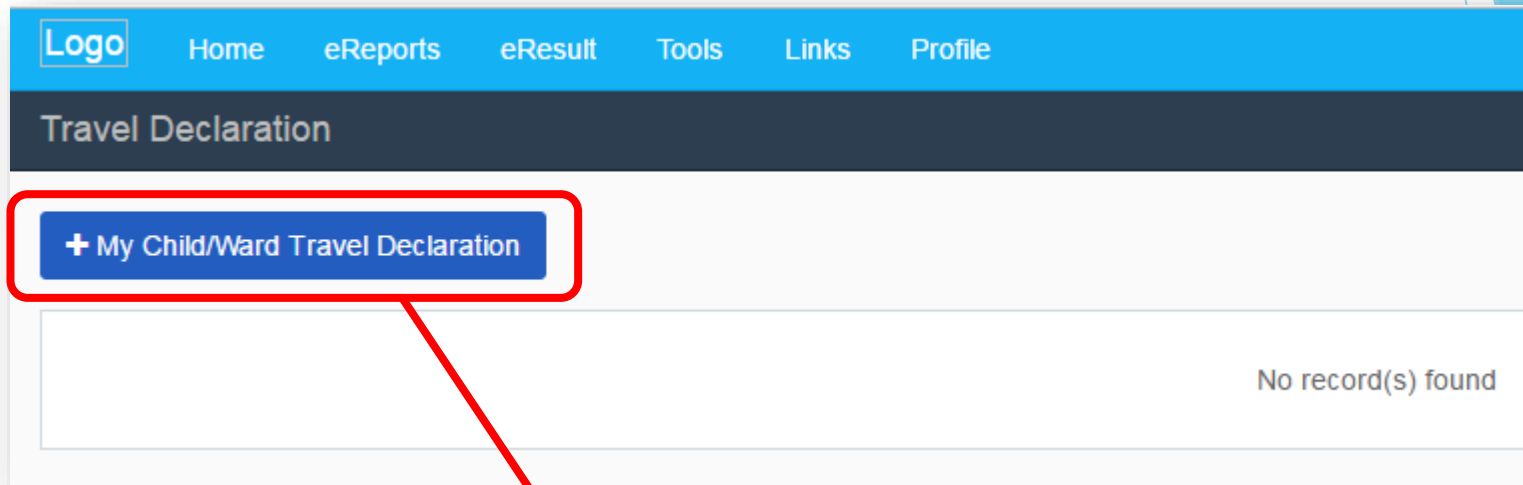 Logo Home eReports eResult Tools Links Profile
Travel Declaration
+ My Child/Ward Travel Declaration
No record(s) found